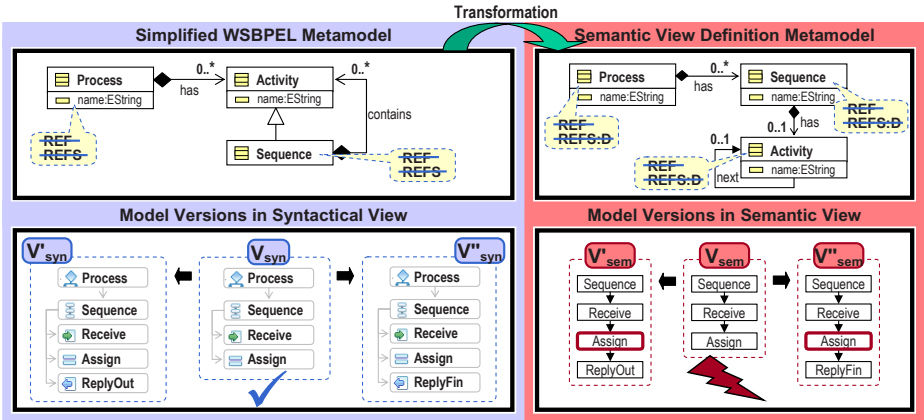 Transformation
Simplified WSBPEL Metamodel
Process
name:EString
0..*
has
Activity
name:EString
0..*
contains
Sequence
REF
REFS
REF
REFS
Semantic View Definition Metamodel
Process
name:EString
0..*
has
Sequence
name:EString
REF
REFS:D
REF
REFS:D
has
0..1
0..1
Activity
name:EString
next
REF
REFS:D
Model Versions in Syntactical View
V'syn
Process
Sequence
Receive
Assign
ReplyOut
Vsyn
Process
Sequence
Receive
Assign
V''syn
Process
Sequence
Receive
Assign
ReplyFin
Model Versions in Semantic View
V'sem
Sequence
Receive
Assign
ReplyOut
Vsem
Sequence
Receive
Assign
V''sem
Sequence
Receive
Assign
ReplyFin